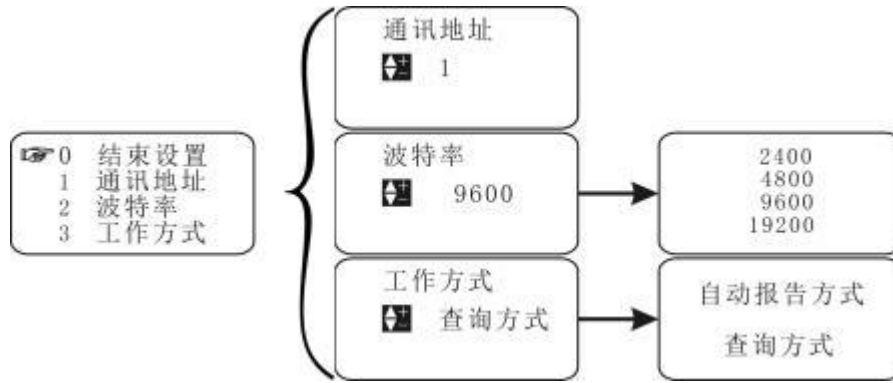 0 结束设置
1 通讯地址
2 波特率
3 工作方式
通讯地址
1
波特率
9600
工作方式
查询方式
2400
4800
9600
19200
自动报告方式
查询方式